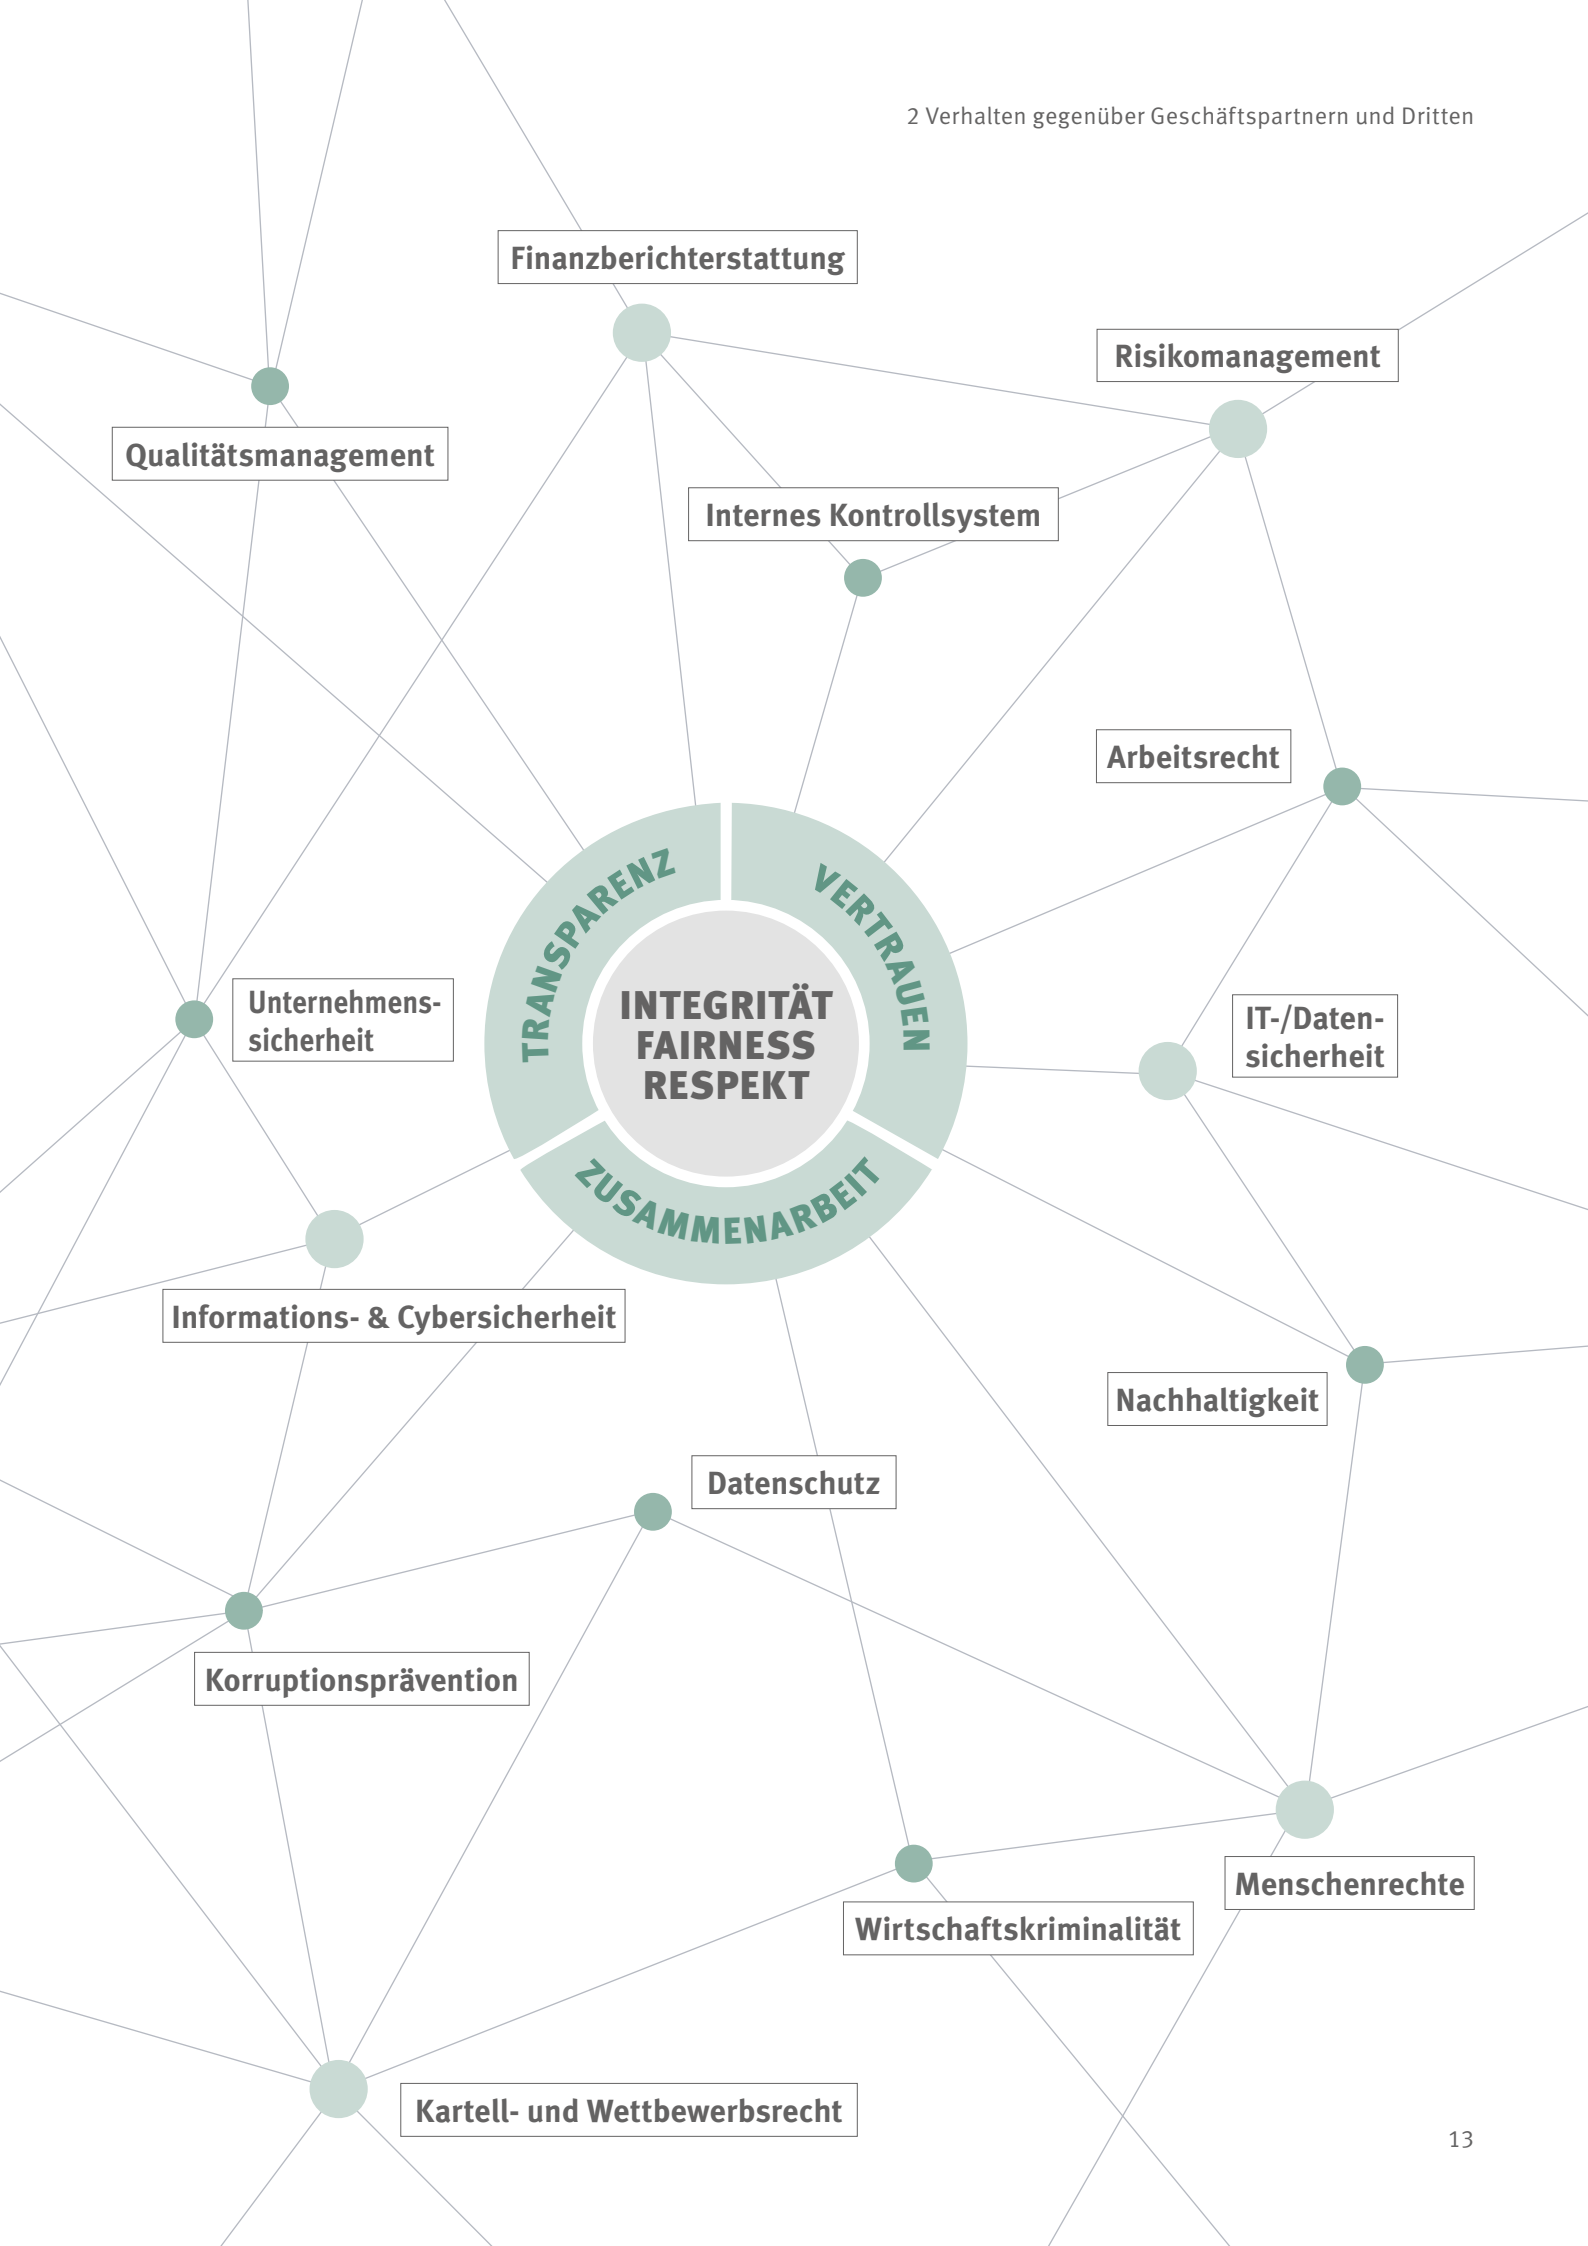 2 Verhalten gegenüber Geschäftspartnern und Dritten
Finanzberichterstattung
Risikomanagement
Qualitätsmanagement
Internes Kontrollsystem
Arbeitsrecht
TRANSPARENZ
VERTRAUEN
INTEGRITÄT
FAIRNESS
RESPEKT
ZUSAMMENARBEIT
Unternehmens-
sicherheit
IT-/Daten-
sicherheit
Informations- & Cybersicherheit
Nachhaltigkeit
Datenschutz
Korruptionsprävention
Menschenrechte
Wirtschaftskriminalität
Kartell- und Wettbewerbsrecht
13